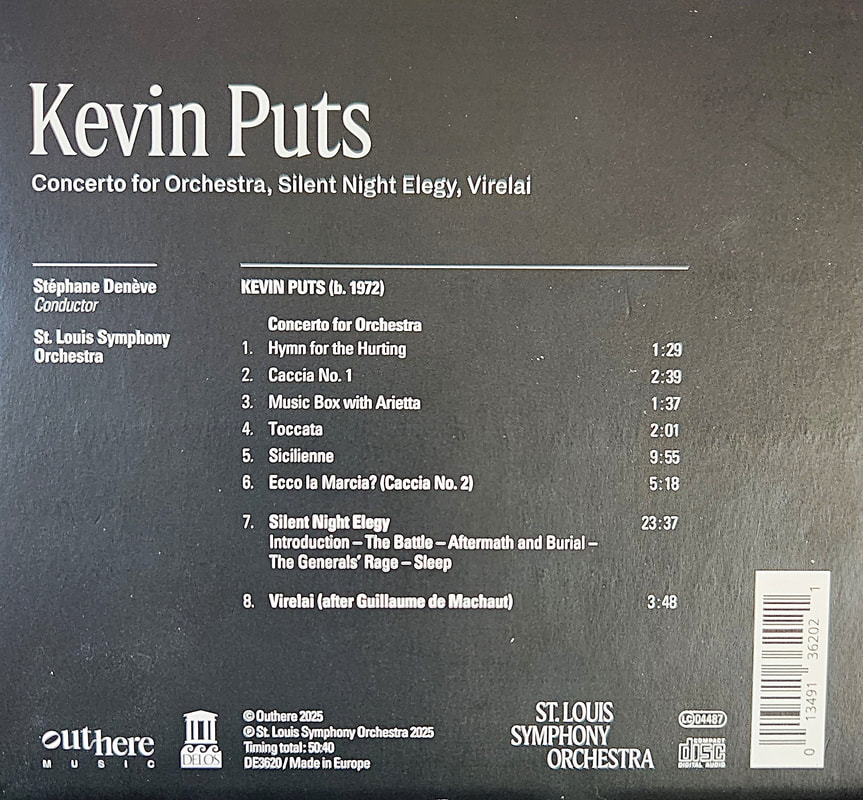 Kevin Puts
Concerto for Orchestra, Silent Night Elegy, Virelai
Stéphane Denève
Conductor
St. Louis Symphony
Orchestra
KEVIN PUTS (b. 1972)
Concerto for Orchestra
1. Hymn for the Hurting 1:29
2. Caccia No. 1 2:39
3. Music Box with Arietta 1:37
4. Toccata 2:01
5. Sicilienne 9:55
6. Ecco la Marcia? (Caccia No. 2) 5:18
7. Silent Night Elegy 23:37
Introduction – The Battle – Aftermath and Burial –
The Generals' Rage – Sleep
8. Virelai (after Guillaume de Machaut) 3:48
outhere
MUSIC
DELOS
© Outhere 2025
℗ St. Louis Symphony Orchestra 2025
Timing total: 50:40
DE3620 / Made in Europe
ST. LOUIS
SYMPHONY
ORCHESTRA
LC 04487
COMPACT
disc
DIGITAL AUDIO
0 13491 36202 1